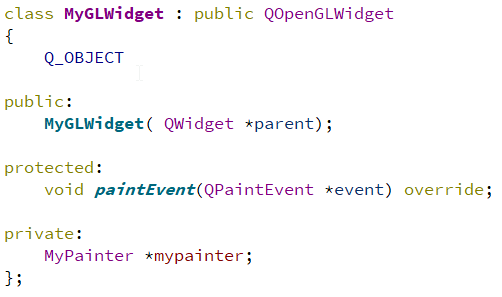 class MyGLWidget : public QOpenGLWidget
{
    Q_OBJECT

public:
    MyGLWidget( QWidget *parent);

protected:
    void paintEvent(QPaintEvent *event) override;

private:
    MyPainter *mypainter;
};